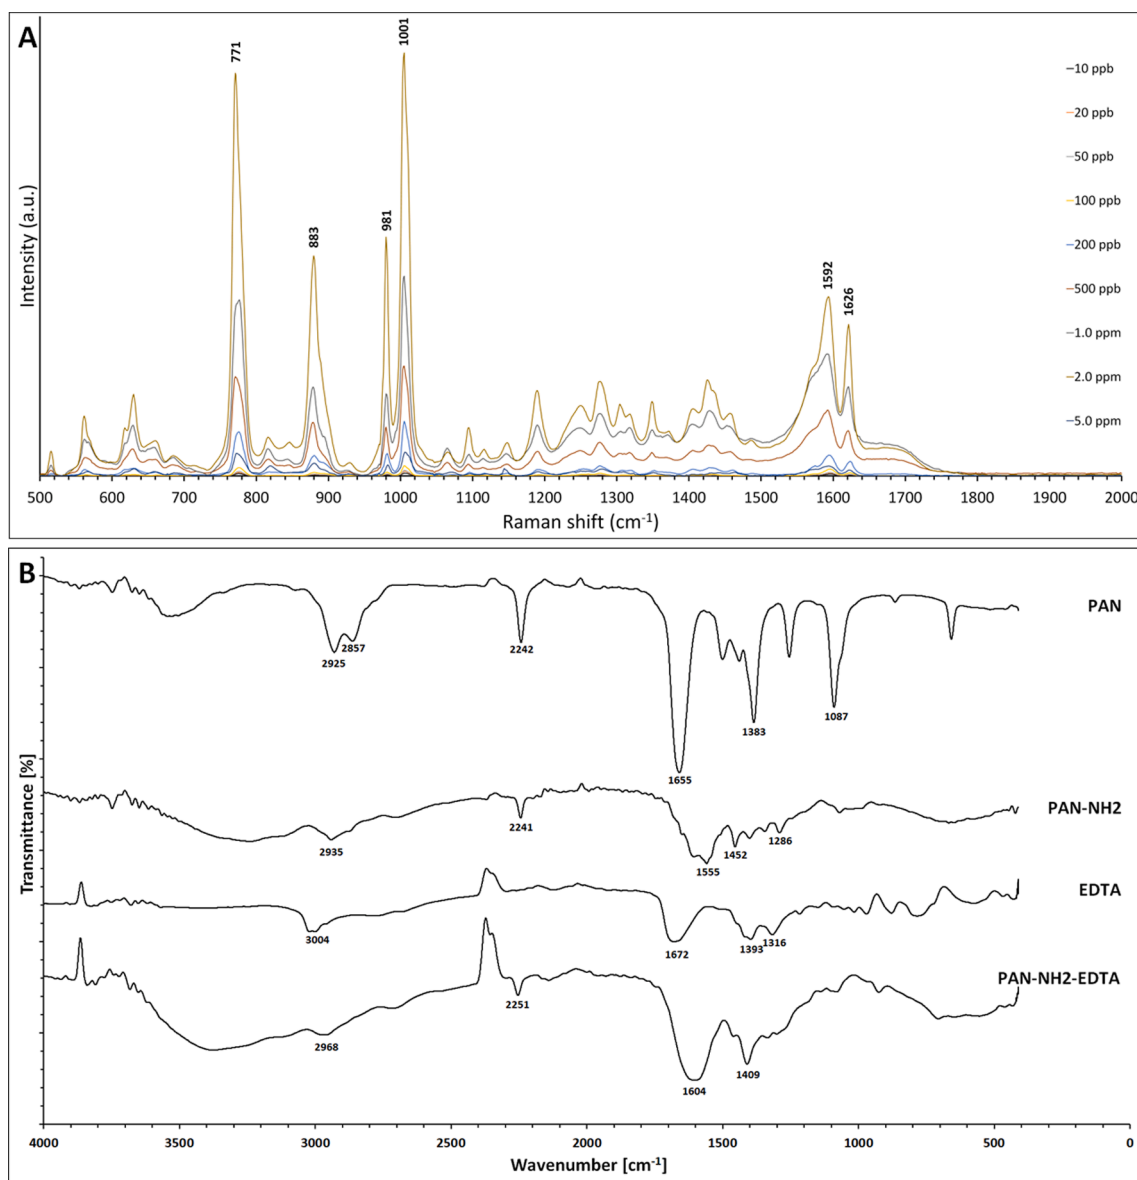 A
771
1001
883
981
1592
1626
10 ppb
20 ppb
50 ppb
100 ppb
200 ppb
500 ppb
1.0 ppm
2.0 ppm
5.0 ppm
Intensity (a.u.)
500 600 700 800 900 1000 1100 1200 1300 1400 1500 1600 1700 1800 1900 2000
Raman shift (cm⁻¹)
B
PAN
2925
2857
2242
1655
1383
1087
PAN-NH2
2935
2241
1555
1452
1286
EDTA
3004
1672
1393
1316
PAN-NH2-EDTA
2968
2251
1604
1409
Transmittance [%]
4000 3500 3000 2500 2000 1500 1000 500 0
Wavenumber [cm⁻¹]